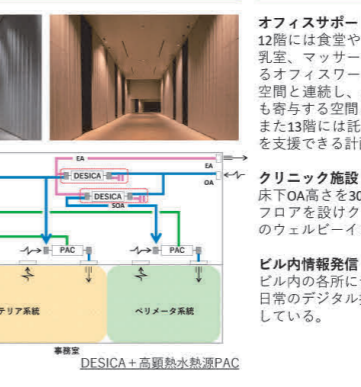 EA
EA
DESICA
OA
DESICA
SOA
PAC
PAC
テリア系統
ペリメータ系統
事務室
DESICA+高顕熱水熱源PAC
オフィスサポー
12階には食堂や
乳室、マッサー
るオフィスワー
空間と連続し、
も寄与する空間
また13階には託
を支援できる計
クリニック施設
床下OA高さを30
フロアを設けク
のウェルビーイ
ビル内情報発信
ビル内の各所に
日常のデジタル
している。